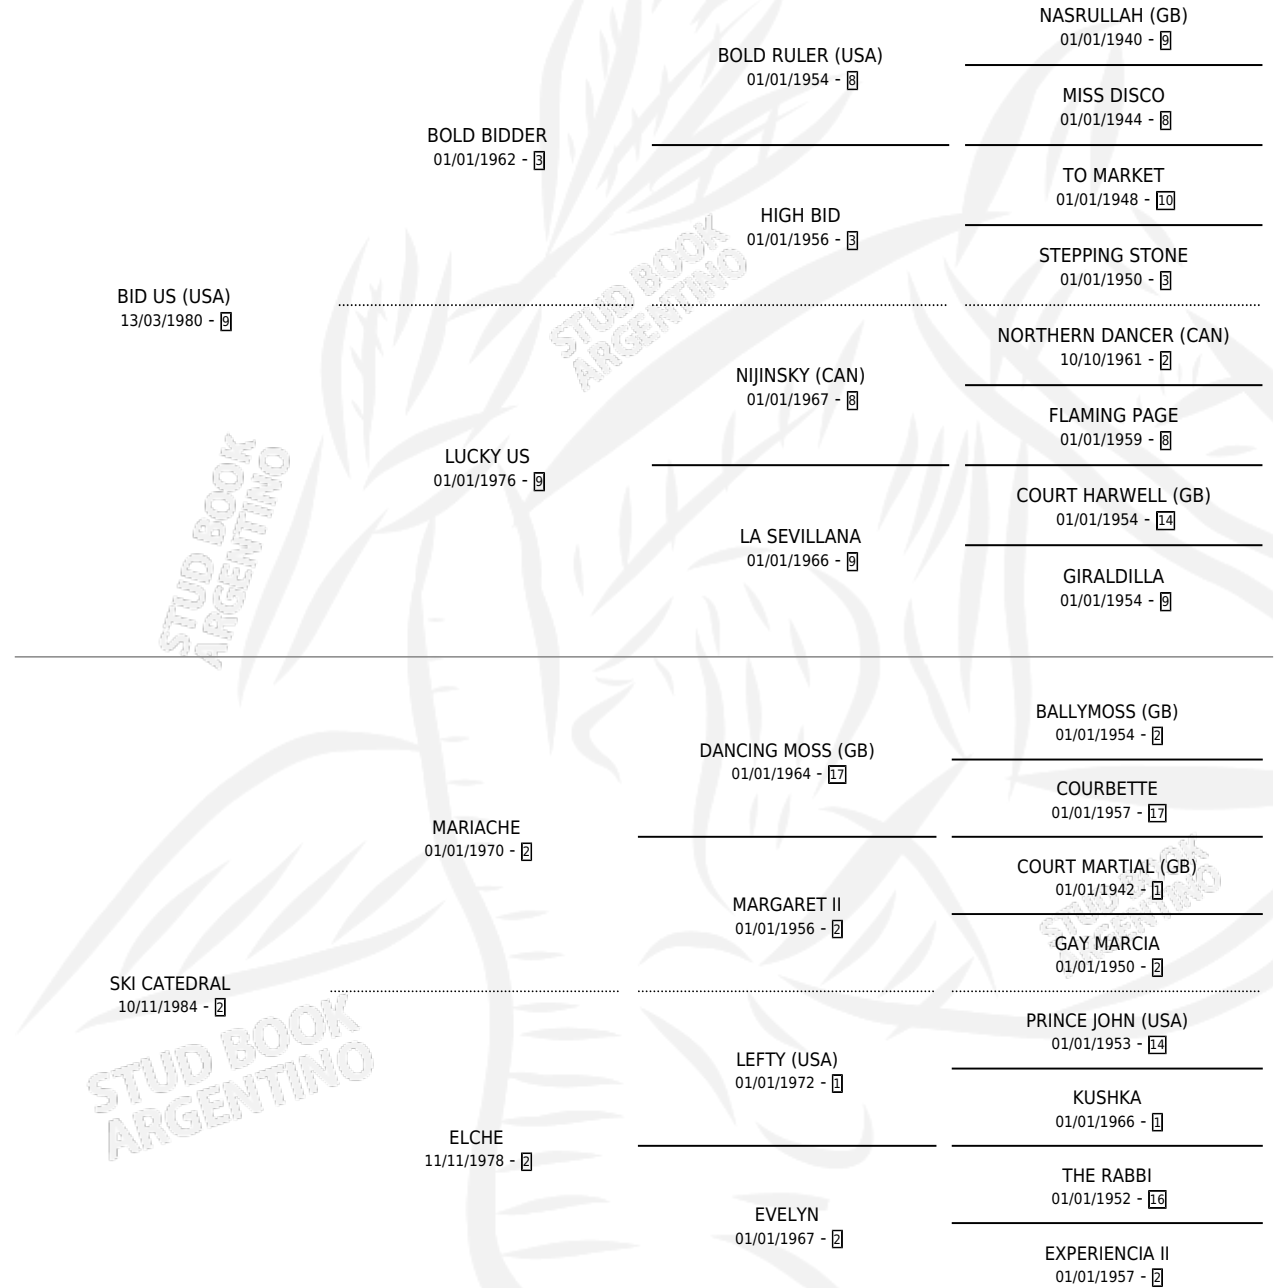 NASRULLAH (GB)
01/01/1940 - 9
BOLD RULER (USA)
01/01/1954 - 8
MISS DISCO
01/01/1944 - 8
BOLD BIDDER
01/01/1962 - 3
TO MARKET
01/01/1948 - 10
HIGH BID
01/01/1956 - 3
STEPPING STONE
01/01/1950 - 3
BID US (USA)
13/03/1980 - 9
NORTHERN DANCER (CAN)
10/10/1961 - 2
NIJINSKY (CAN)
01/01/1967 - 8
FLAMING PAGE
01/01/1959 - 8
LUCKY US
01/01/1976 - 9
COURT HARWELL (GB)
01/01/1954 - 14
LA SEVILLANA
01/01/1966 - 9
GIRALDILLA
01/01/1954 - 9
STUD BOOK
ARGENTINO
STUD BOOK
ARGENTINO
BALLYMOSS (GB)
01/01/1954 - 2
DANCING MOSS (GB)
01/01/1964 - 17
COURBETTE
01/01/1957 - 17
MARIACHE
01/01/1970 - 2
COURT MARTIAL (GB)
01/01/1942 - 1
MARGARET II
01/01/1956 - 2
GAY MARCIA
01/01/1950 - 2
STUD BOOK
ARGENTINO
SKI CATEDRAL
10/11/1984 - 2
PRINCE JOHN (USA)
01/01/1953 - 14
LEFTY (USA)
01/01/1972 - 1
KUSHKA
01/01/1966 - 1
ELCHE
11/11/1978 - 2
THE RABBI
01/01/1952 - 16
EVELYN
01/01/1967 - 2
EXPERIENCIA II
01/01/1957 - 2
STUD BOOK
ARGENTINO